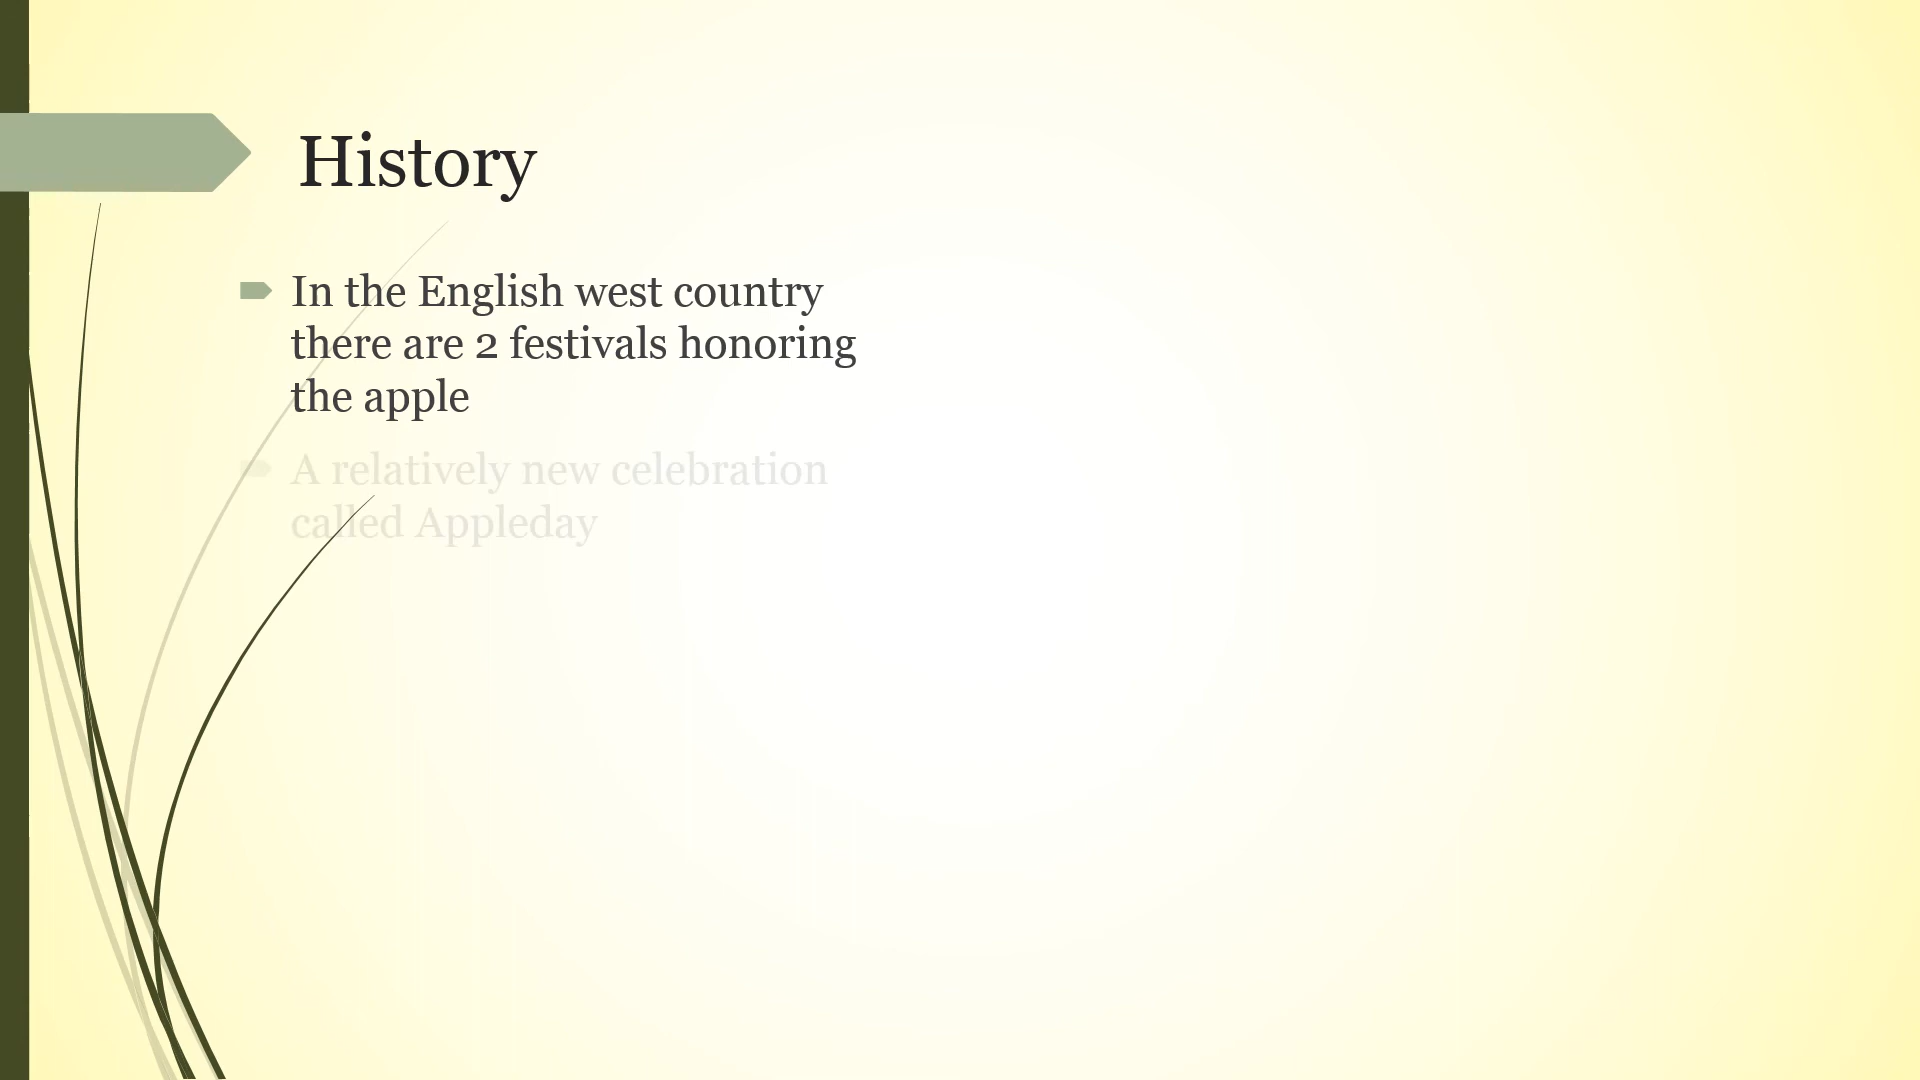 History
In the English west country
there are 2 festivals honoring
the apple
A relatively new celebration
called Appleday